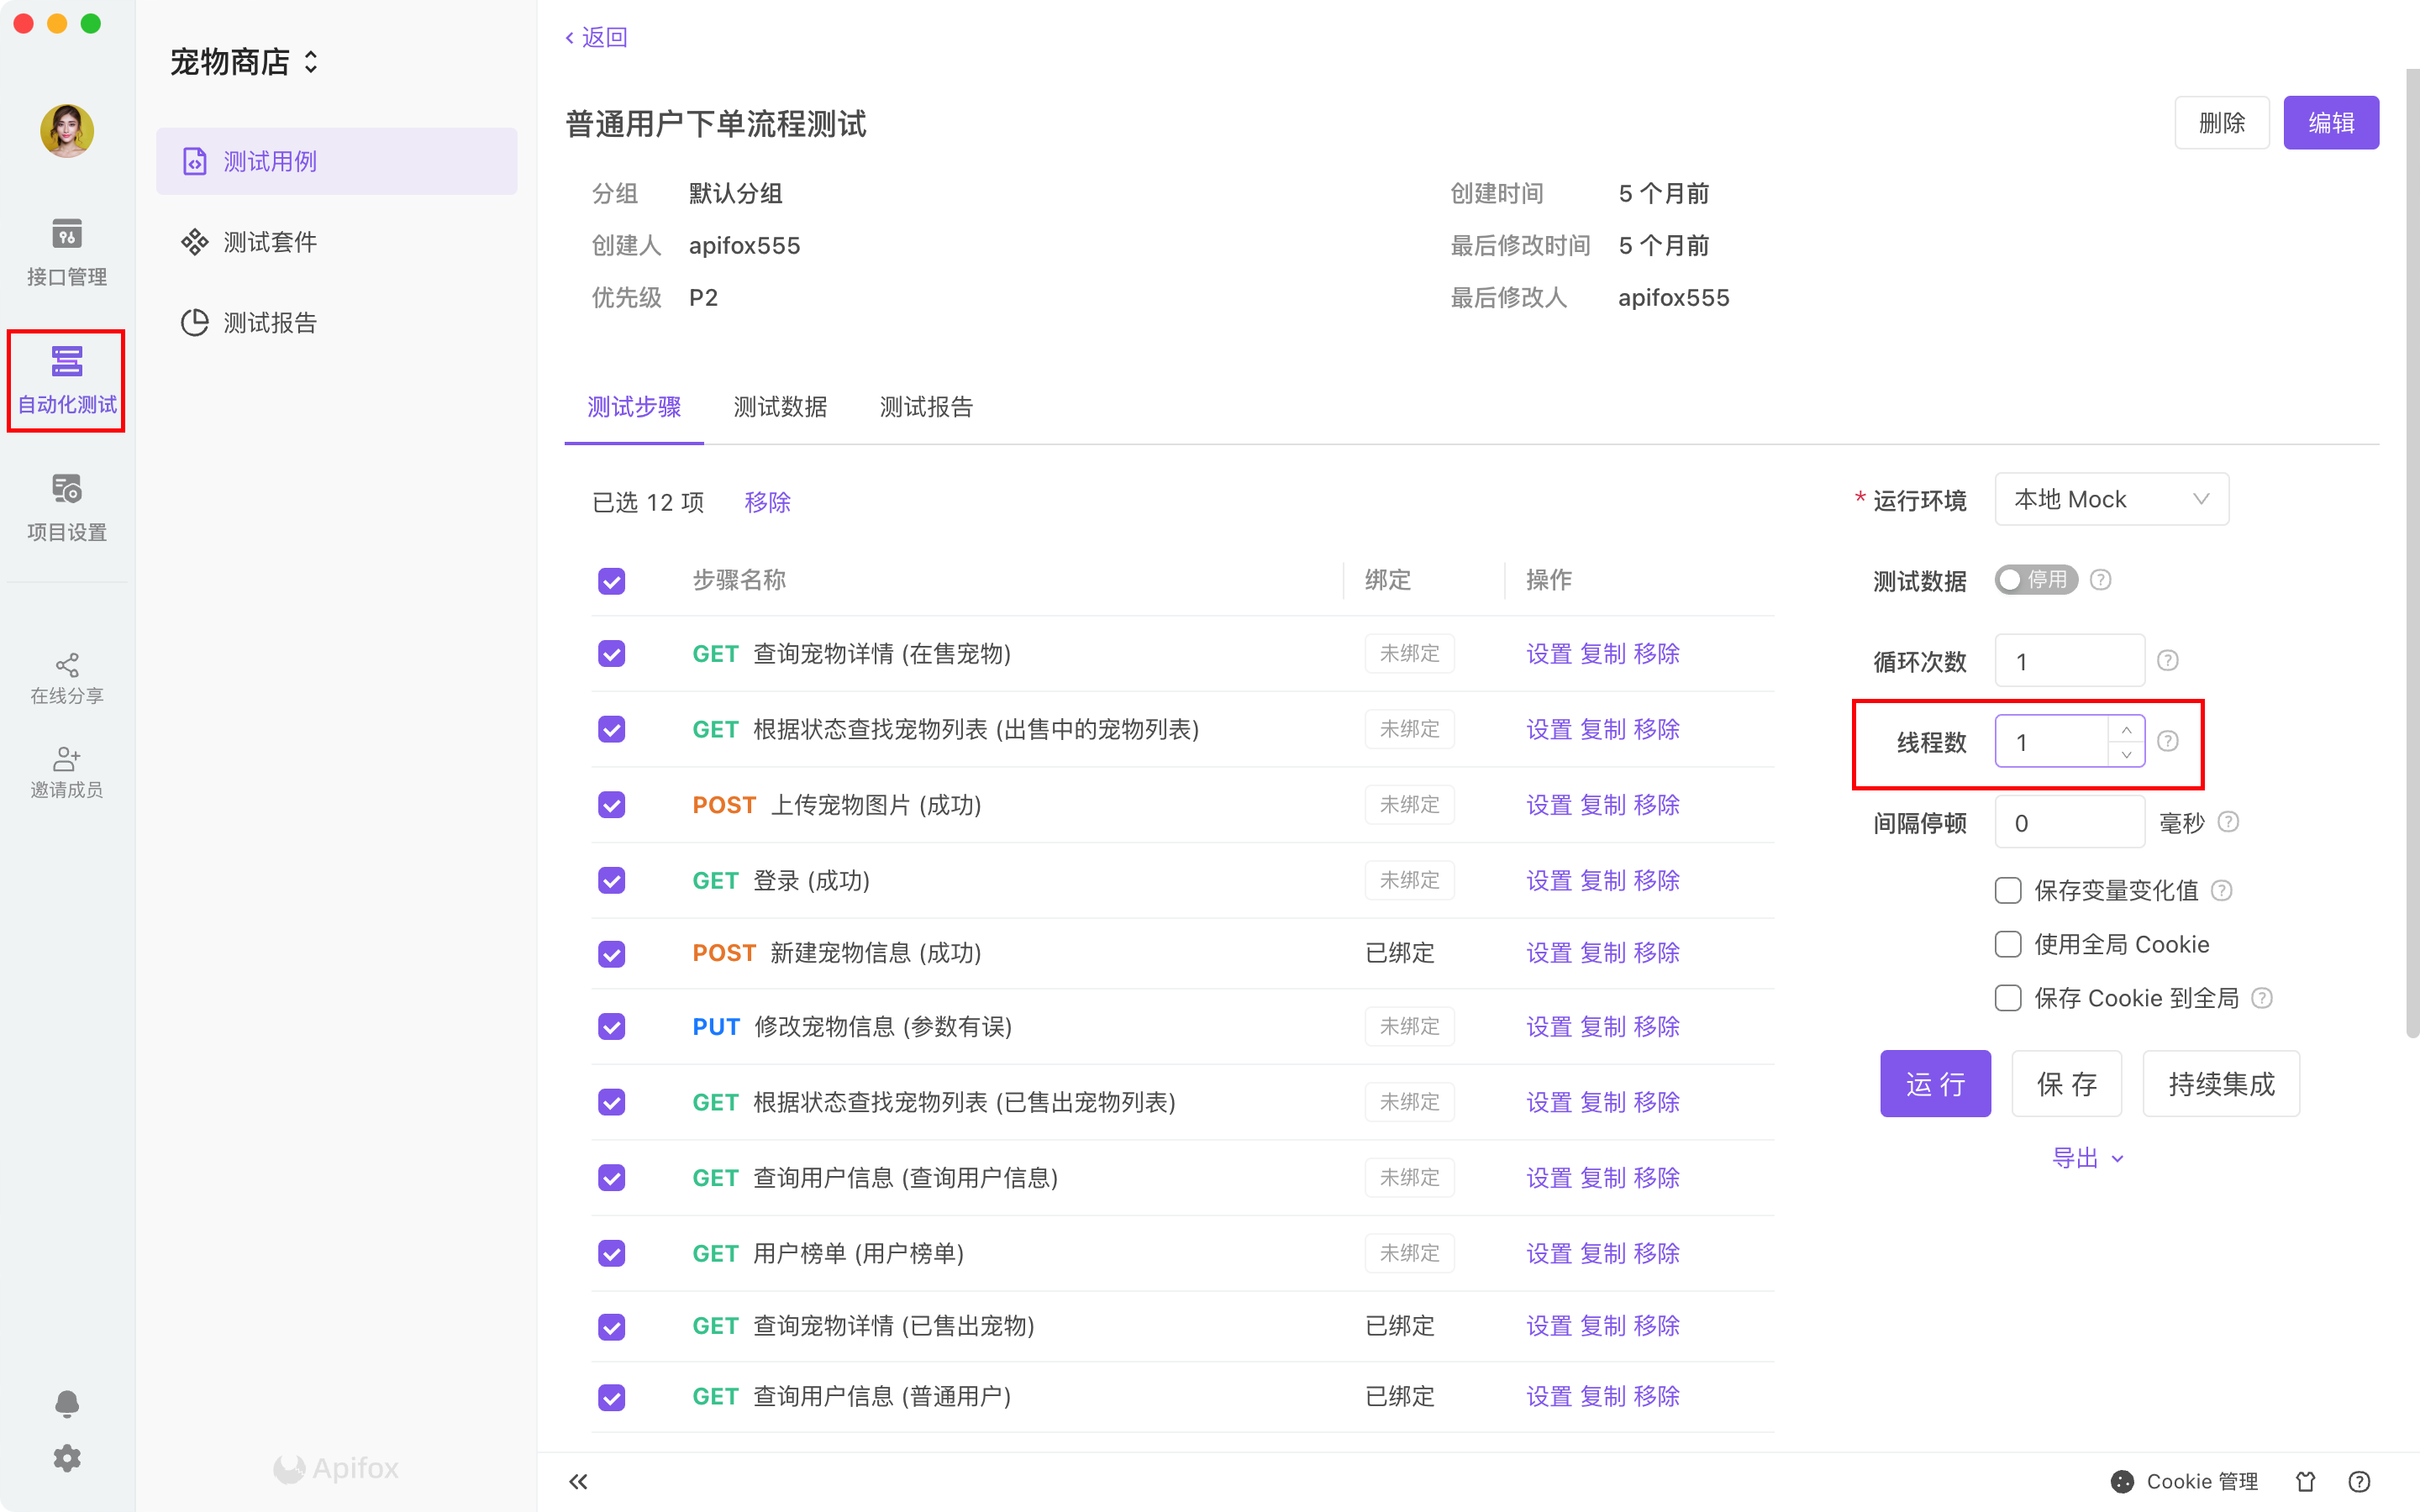 宠物商店
接口管理
自动化测试
项目设置
在线分享
邀请成员
测试用例
测试套件
测试报告
Apifox
返回
普通用户下单流程测试
删除 编辑
分组 默认分组 创建时间 5 个月前
创建人 apifox555 最后修改时间 5 个月前
优先级 P2 最后修改人 apifox555
测试步骤 测试数据 测试报告
已选 12 项 移除
步骤名称 绑定 操作
GET 查询宠物详情 (在售宠物) 未绑定 设置 复制 移除
GET 根据状态查找宠物列表 (出售中的宠物列表) 未绑定 设置 复制 移除
POST 上传宠物图片 (成功) 未绑定 设置 复制 移除
GET 登录 (成功) 未绑定 设置 复制 移除
POST 新建宠物信息 (成功) 已绑定 设置 复制 移除
PUT 修改宠物信息 (参数有误) 未绑定 设置 复制 移除
GET 根据状态查找宠物列表 (已售出宠物列表) 未绑定 设置 复制 移除
GET 查询用户信息 (查询用户信息) 未绑定 设置 复制 移除
GET 用户榜单 (用户榜单) 未绑定 设置 复制 移除
GET 查询宠物详情 (已售出宠物) 已绑定 设置 复制 移除
GET 查询用户信息 (普通用户) 已绑定 设置 复制 移除
* 运行环境 本地 Mock
测试数据 停用
循环次数 1
线程数 1
间隔停顿 0 毫秒
保存变量变化值
使用全局 Cookie
保存 Cookie 到全局
运 行 保 存 持续集成
导出
Cookie 管理